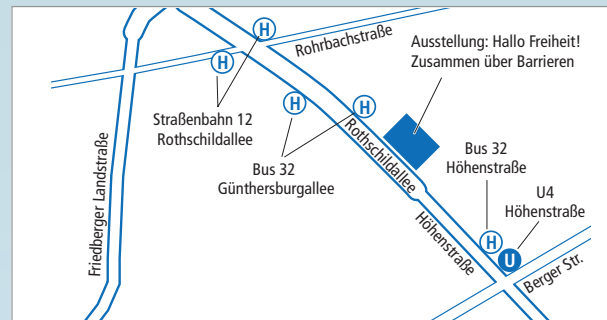 Rohrbachstraße
Ausstellung: Hallo Freiheit!
Zusammen über Barrieren
H
H
H
H
Straßenbahn 12
Rothschildallee
Bus 32
Günthersburgallee
Rothschildallee
Friedberger Landstraße
Bus 32
Höhenstraße
U4
Höhenstraße
H
U
Höhenstraße
Berger Str.